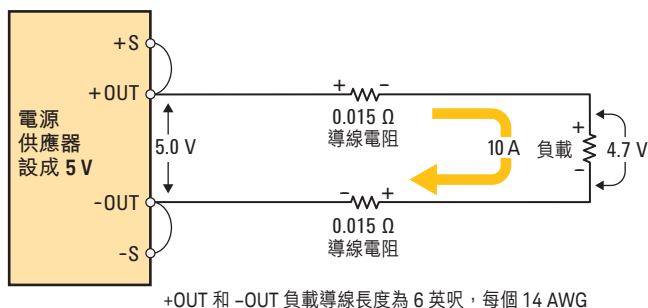 +S
+OUT
電源
供應器
設成 5 V
-OUT
-S
5.0 V
+ −
0.015 Ω
導線電阻
10 A
負載
+
−
4.7 V
− +
0.015 Ω
導線電阻
+OUT 和 –OUT 負載導線長度為 6 英呎，每個 14 AWG